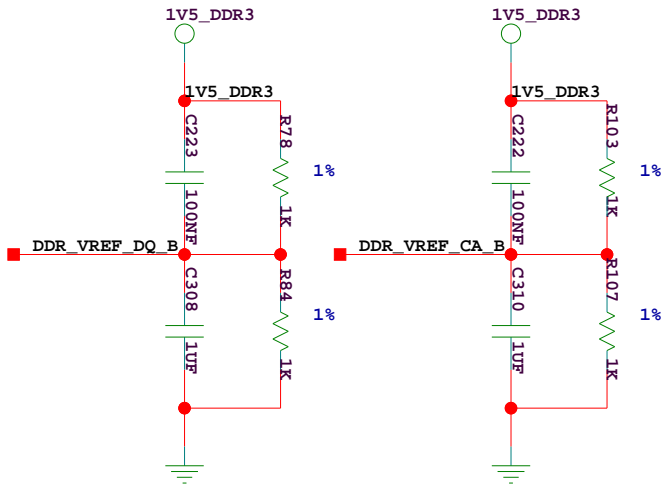 1V5_DDR3
1V5_DDR3
C223
R78
1%
100NF
1K
DDR_VREF_DQ_B
C308
R84
1%
1UF
1K
1V5_DDR3
1V5_DDR3
C222
R103
1%
100NF
1K
DDR_VREF_CA_B
C310
R107
1%
1UF
1K